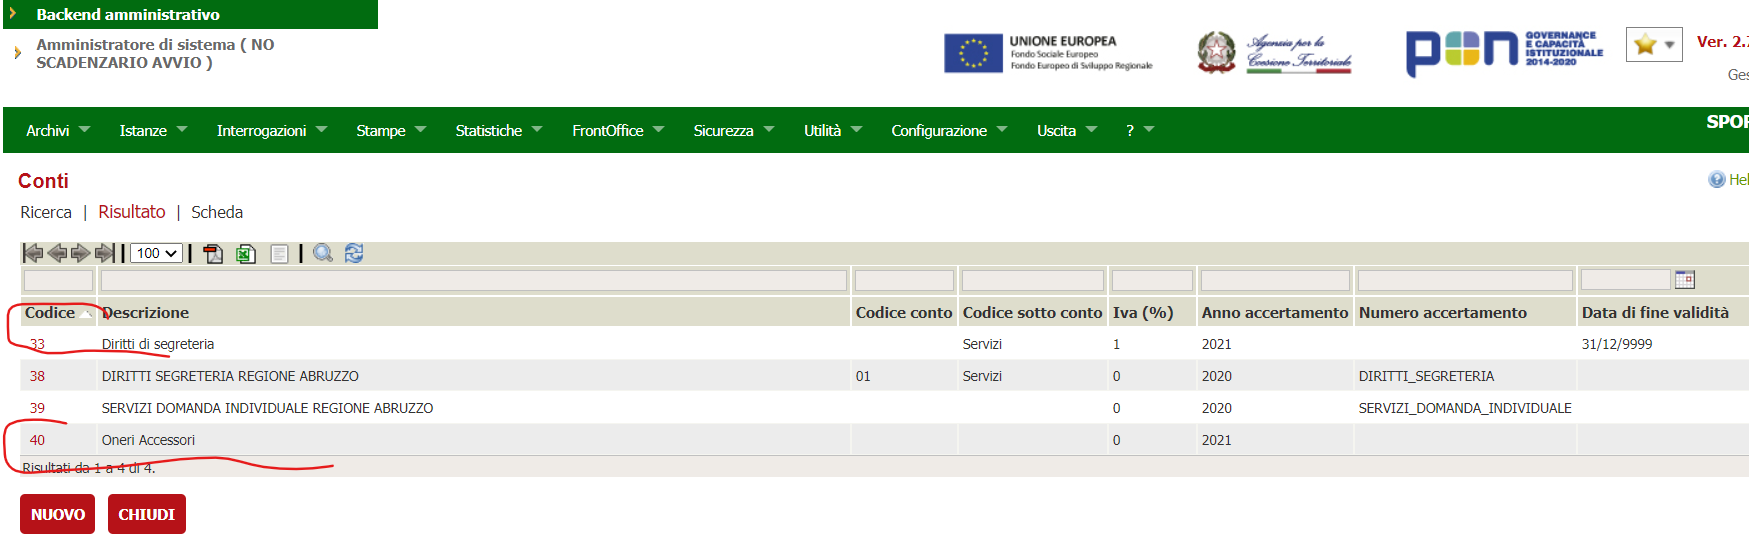 Backend amministrativo
Amministratore di sistema ( NO
SCADENZARIO AVVIO )
UNIONE EUROPEA
Fondo Sociale Europeo
Fondo Europeo di Sviluppo Regionale
Agenzia per la
Coesione Territoriale
pon GOVERNANCE
E CAPACITÀ
ISTITUZIONALE
2014-2020
Ver. 2.
Ges
Archivi Istanze Interrogazioni Stampe Statistiche FrontOffice Sicurezza Utilità Configurazione Uscita ?
SPOR
Conti
Hel
Ricerca | Risultato | Scheda
100
Codice Descrizione Codice conto Codice sotto conto Iva (%) Anno accertamento Numero accertamento Data di fine validità
33 Diritti di segreteria Servizi 1 2021 31/12/9999
38 DIRITTI SEGRETERIA REGIONE ABRUZZO 01 Servizi 0 2020 DIRITTI_SEGRETERIA
39 SERVIZI DOMANDA INDIVIDUALE REGIONE ABRUZZO 0 2020 SERVIZI_DOMANDA_INDIVIDUALE
40 Oneri Accessori 0 2021
Risultati da 1 a 4 di 4.
NUOVO CHIUDI